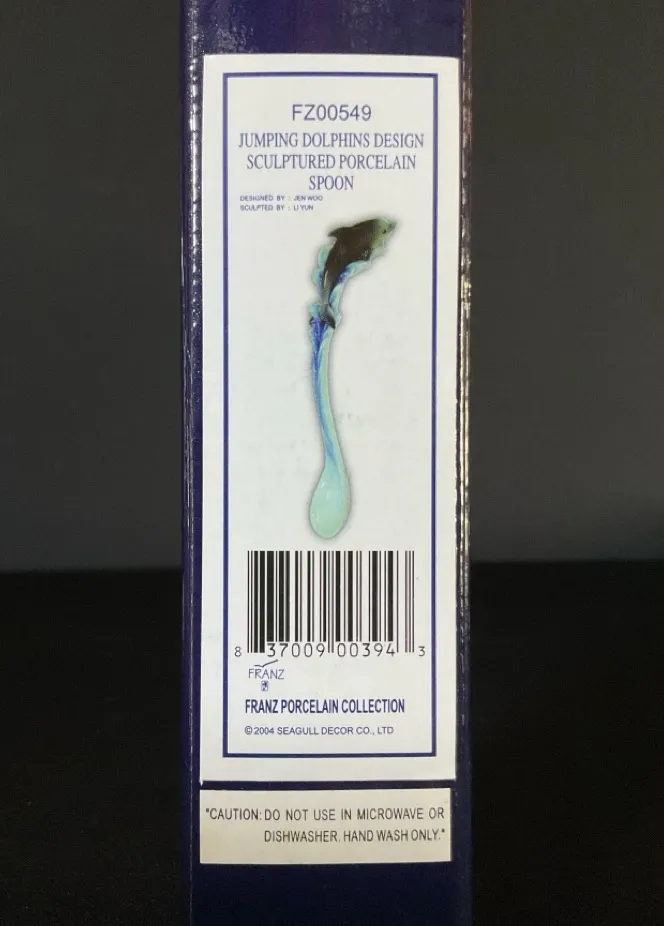 FZ00549
JUMPING DOLPHINS DESIGN
SCULPTURED PORCELAIN
SPOON
DESIGNED BY : JEN WOO
SCULPTED BY : LI YUN
8 37009 00394 3
FRANZ
FRANZ PORCELAIN COLLECTION
©2004 SEAGULL DECOR CO., LTD
"CAUTION: DO NOT USE IN MICROWAVE OR
DISHWASHER. HAND WASH ONLY."